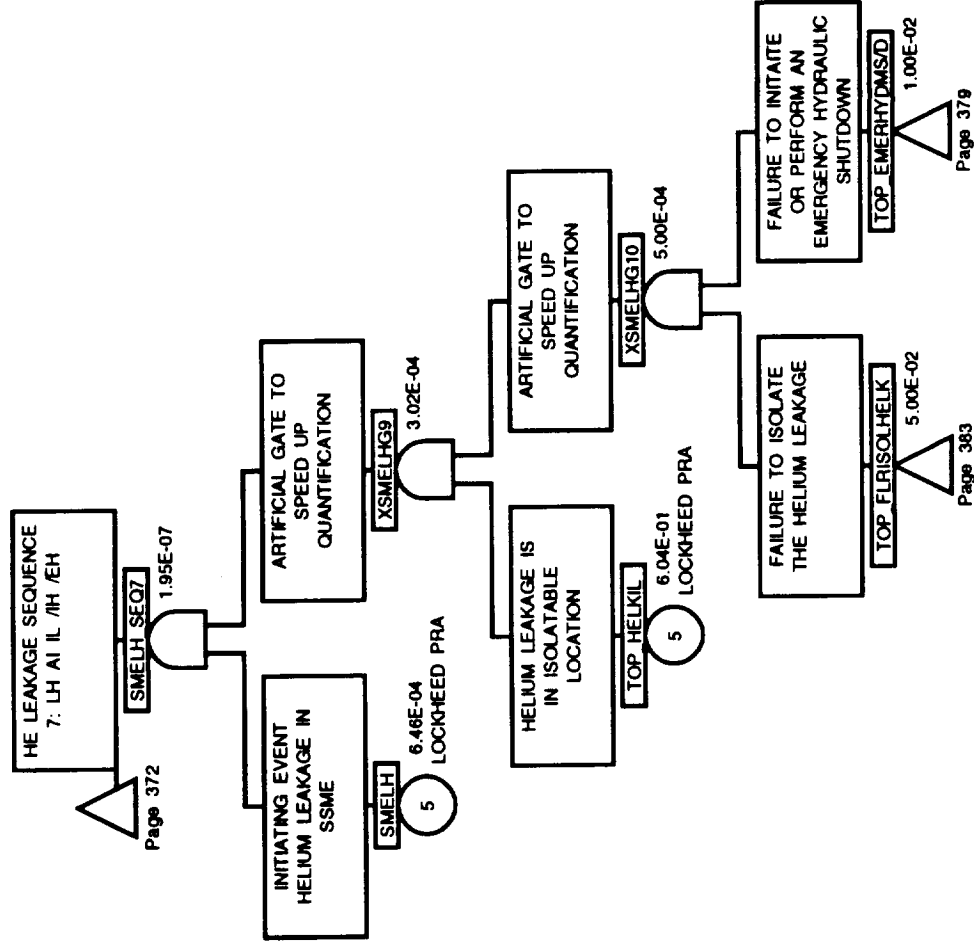 HE LEAKAGE SEQUENCE
7: LH AI IL /IH /EH
SMELH SEQ7
1.95E-07
Page 372
INITIATING EVENT
HELIUM LEAKAGE IN
SSME
SMELH
6.46E-04
LOCKHEED PRA
5
ARTIFICIAL GATE TO
SPEED UP
QUANTIFICATION
XSMELHG9
3.02E-04
HELIUM LEAKAGE IS
IN ISOLATABLE
LOCATION
TOP HELKIL
6.04E-01
LOCKHEED PRA
5
ARTIFICIAL GATE TO
SPEED UP
QUANTIFICATION
XSMELHG10
5.00E-04
FAILURE TO ISOLATE
THE HELIUM LEAKAGE
TOP FLRISOLHELK
5.00E-02
Page 383
FAILURE TO INITAITE
OR PERFORM AN
EMERGENCY HYDRAULIC
SHUTDOWN
TOP EMERHYDMS/D
1.00E-02
Page 379